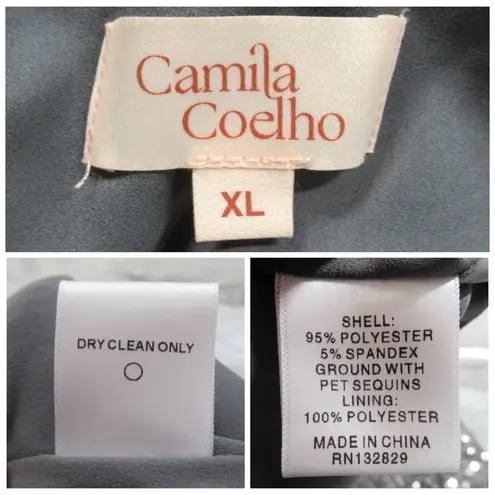 Camila
Coelho
XL
DRY CLEAN ONLY
SHELL:
95% POLYESTER
5% SPANDEX
GROUND WITH
PET SEQUINS
LINING:
100% POLYESTER
MADE IN CHINA
RN132829